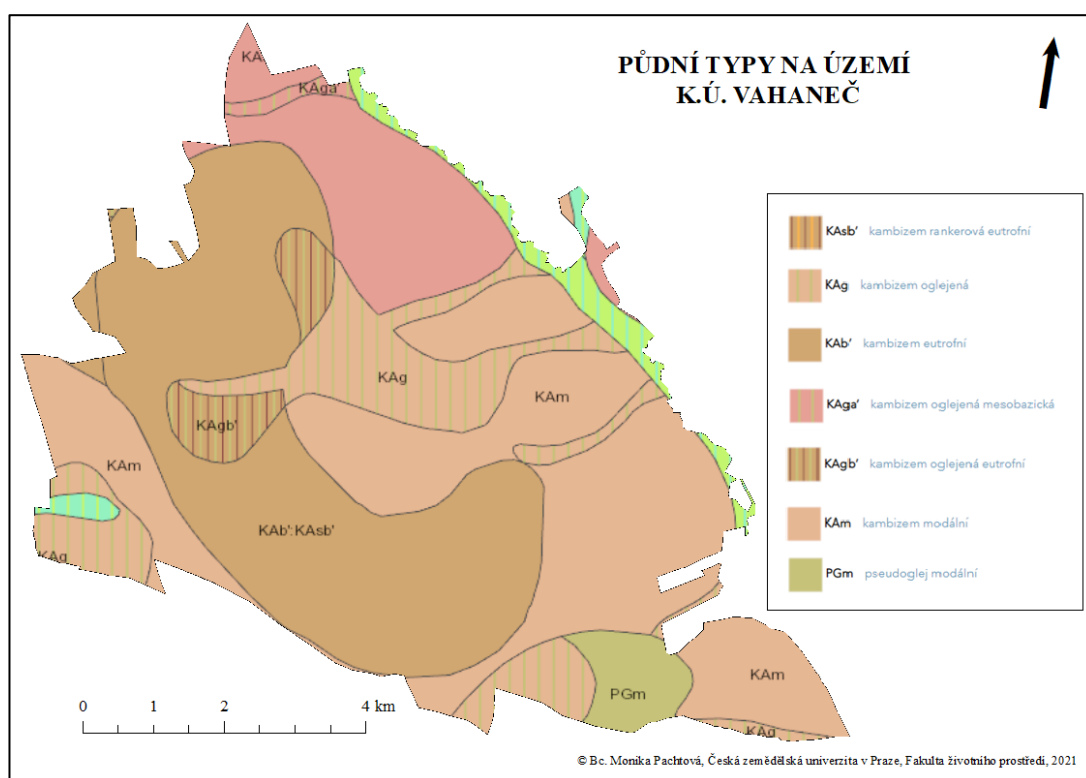 PŮDNÍ TYPY NA ÚZEMÍ
K.Ú. VAHANEČ
KA
KAga'
KAg
KAm
KAgb'
KAm
KAb':KAsb'
KAg
PGm
KAm
KAg
KAsb' kambizem rankerová eutrofní
KAg kambizem oglejená
KAb' kambizem eutrofní
KAga' kambizem oglejená mesobazická
KAgb' kambizem oglejená eutrofní
KAm kambizem modální
PGm pseudoglej modální
0 1 2 4 km
© Bc. Monika Pachtová, Česká zemědělská univerzita v Praze, Fakulta životního prostředí, 2021